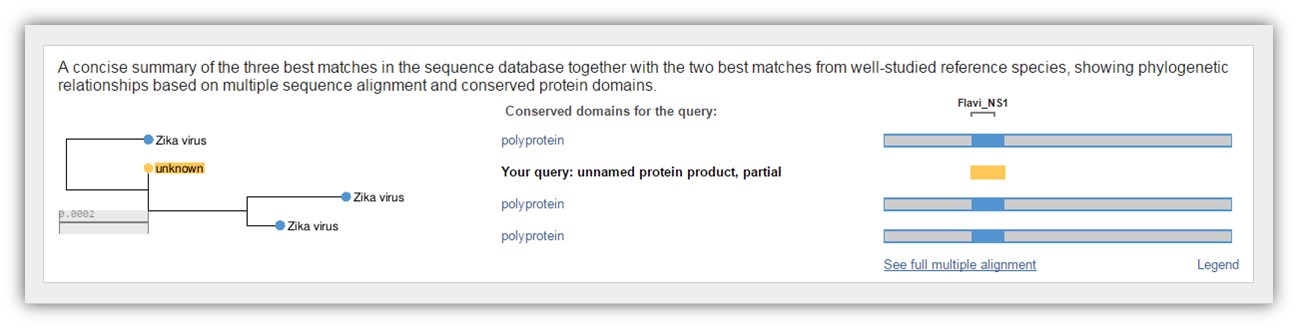 A concise summary of the three best matches in the sequence database together with the two best matches from well-studied reference species, showing phylogenetic
relationships based on multiple sequence alignment and conserved protein domains.
Conserved domains for the query:
Flavi_NS1
Zika virus
polyprotein
unknown
Your query: unnamed protein product, partial
Zika virus
polyprotein
0.0002
Zika virus
polyprotein
See full multiple alignment
Legend